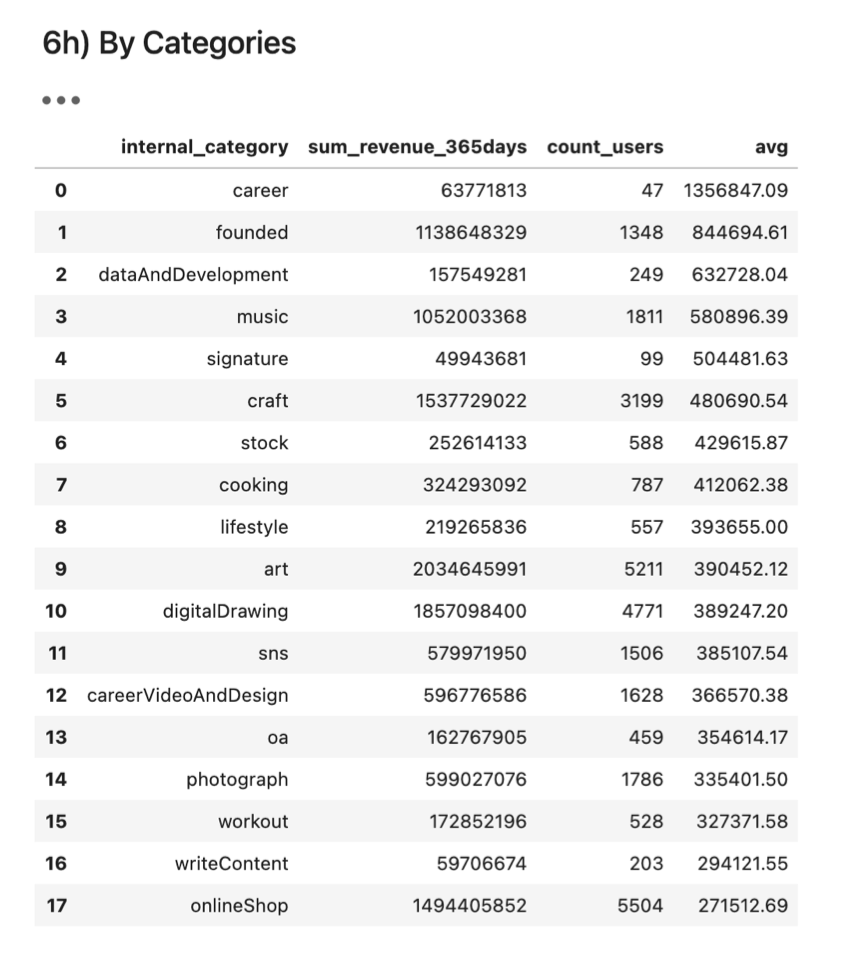 6h) By Categories
internal_category sum_revenue_365days count_users avg
0 career 63771813 47 1356847.09
1 founded 1138648329 1348 844694.61
2 dataAndDevelopment 157549281 249 632728.04
3 music 1052003368 1811 580896.39
4 signature 49943681 99 504481.63
5 craft 1537729022 3199 480690.54
6 stock 252614133 588 429615.87
7 cooking 324293092 787 412062.38
8 lifestyle 219265836 557 393655.00
9 art 2034645991 5211 390452.12
10 digitalDrawing 1857098400 4771 389247.20
11 sns 579971950 1506 385107.54
12 careerVideoAndDesign 596776586 1628 366570.38
13 oa 162767905 459 354614.17
14 photograph 599027076 1786 335401.50
15 workout 172852196 528 327371.58
16 writeContent 59706674 203 294121.55
17 onlineShop 1494405852 5504 271512.69